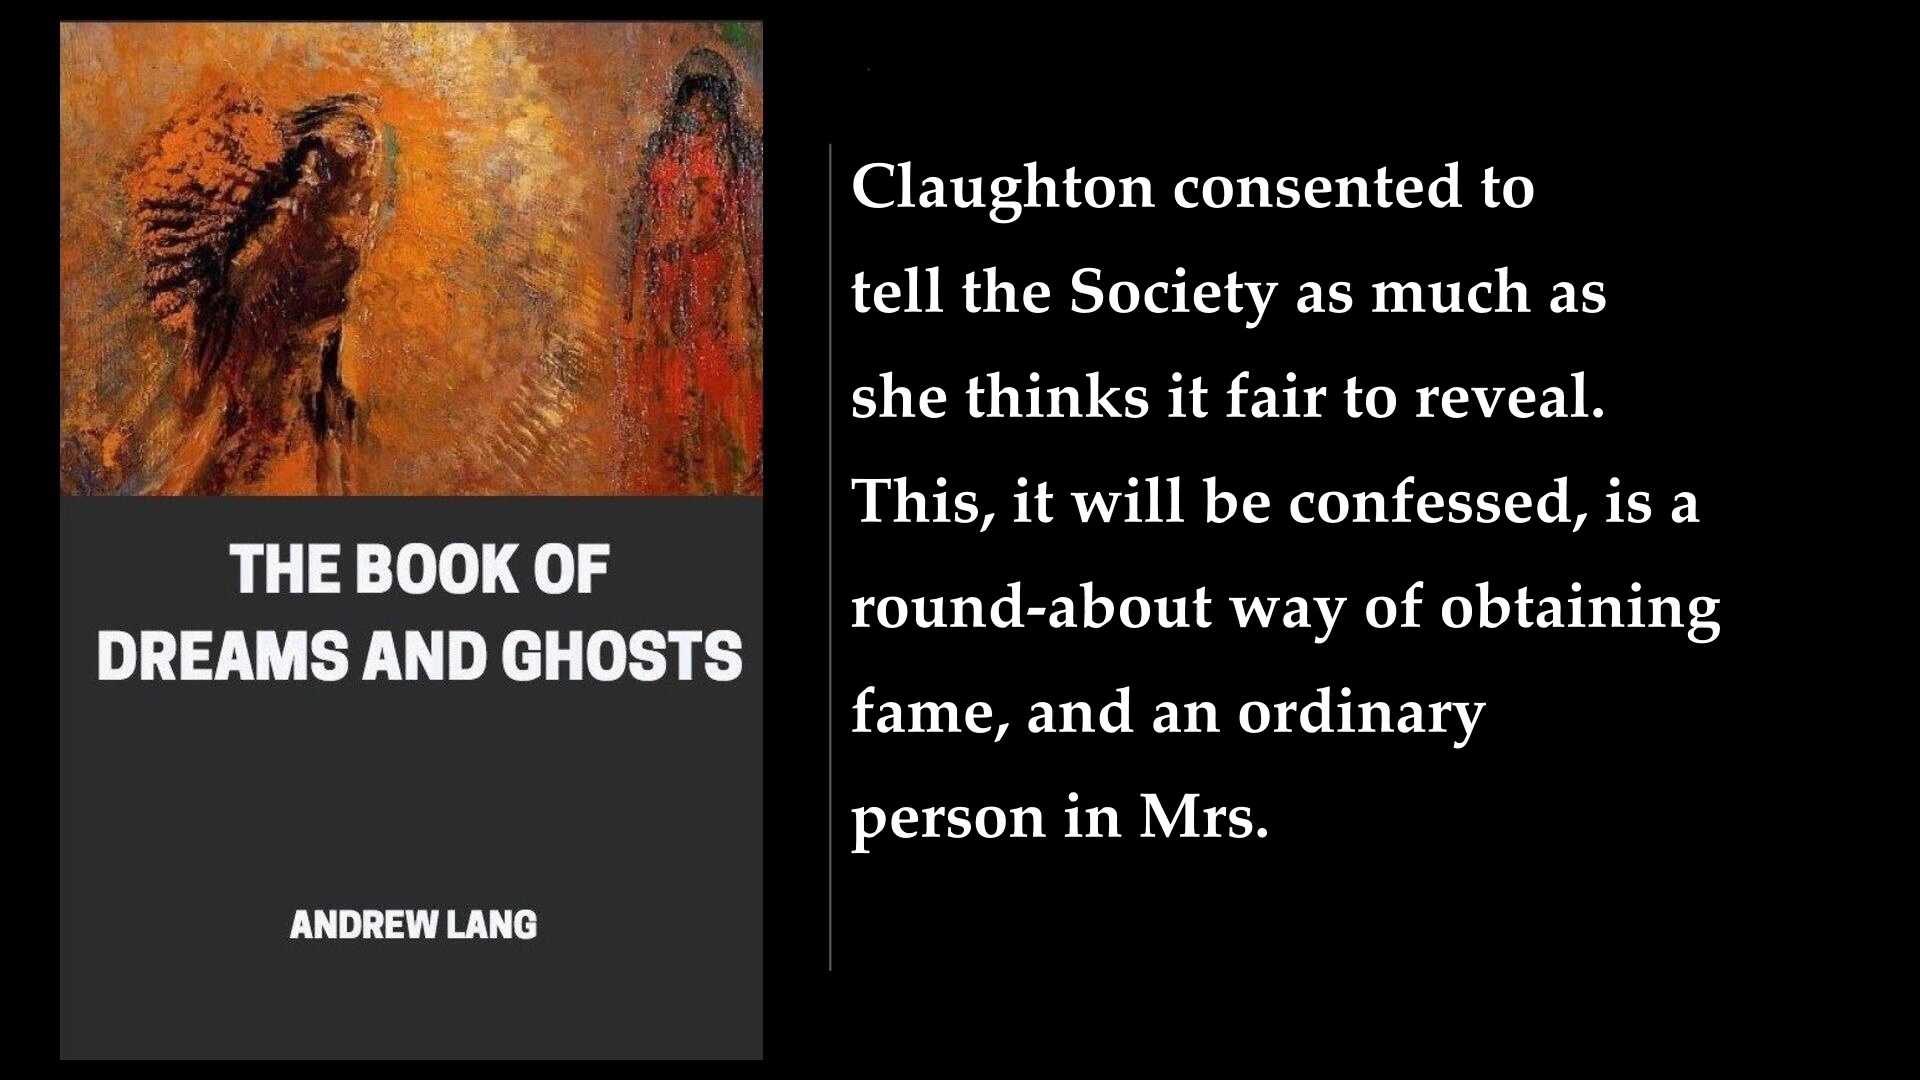 THE BOOK OF
DREAMS AND GHOSTS
ANDREW LANG
Claughton consented to
tell the Society as much as
she thinks it fair to reveal.
This, it will be confessed, is a
round-about way of obtaining
fame, and an ordinary
person in Mrs.